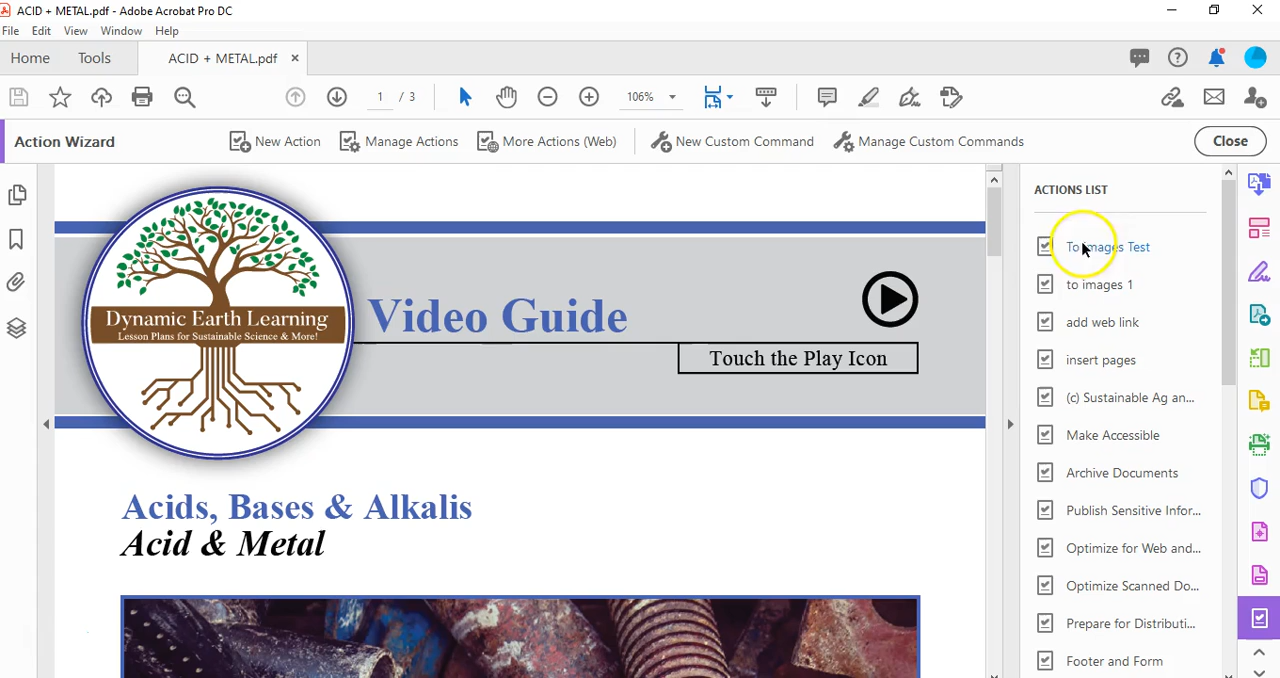 ACID + METAL.pdf - Adobe Acrobat Pro DC
File Edit View Window Help
Home Tools ACID + METAL.pdf ×
1 / 3 106%
Action Wizard New Action Manage Actions More Actions (Web) New Custom Command Manage Custom Commands Close
Dynamic Earth Learning
Lesson Plans for Sustainable Science & More!
Video Guide
Touch the Play Icon
Acids, Bases & Alkalis
Acid & Metal
ACTIONS LIST
To Images Test
to images 1
add web link
insert pages
(c) Sustainable Ag an...
Make Accessible
Archive Documents
Publish Sensitive Infor...
Optimize for Web and...
Optimize Scanned Do...
Prepare for Distributi...
Footer and Form